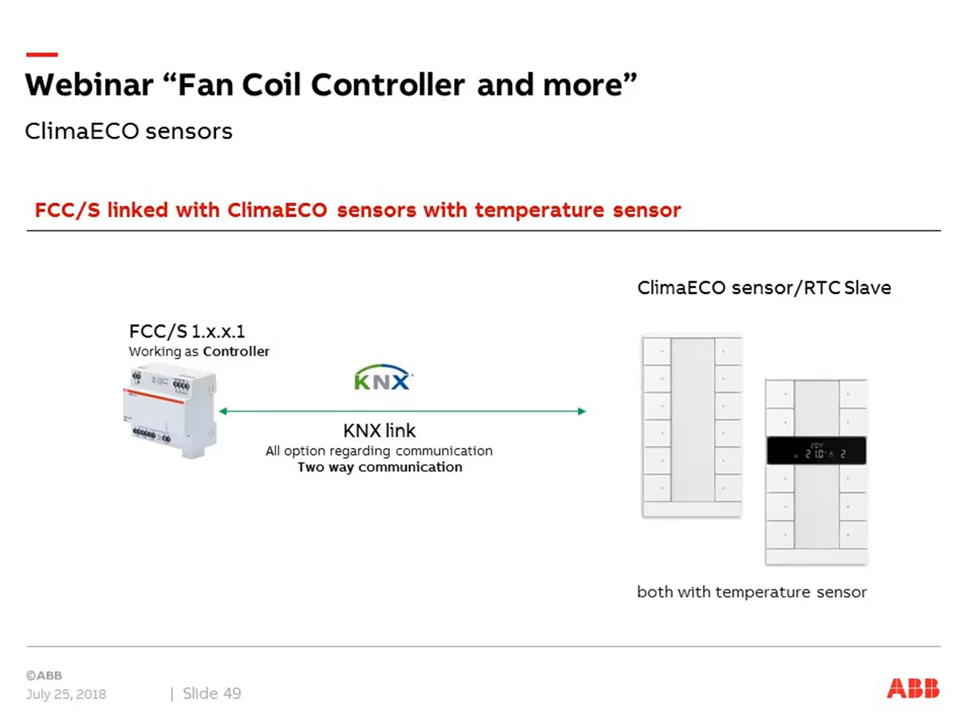 Webinar “Fan Coil Controller and more”
ClimaECO sensors
FCC/S linked with ClimaECO sensors with temperature sensor
ClimaECO sensor/RTC Slave
FCC/S 1.x.x.1
Working as Controller
KNX
KNX link
All option regarding communication
Two way communication
both with temperature sensor
©ABB
July 25, 2018
| Slide 49
ABB